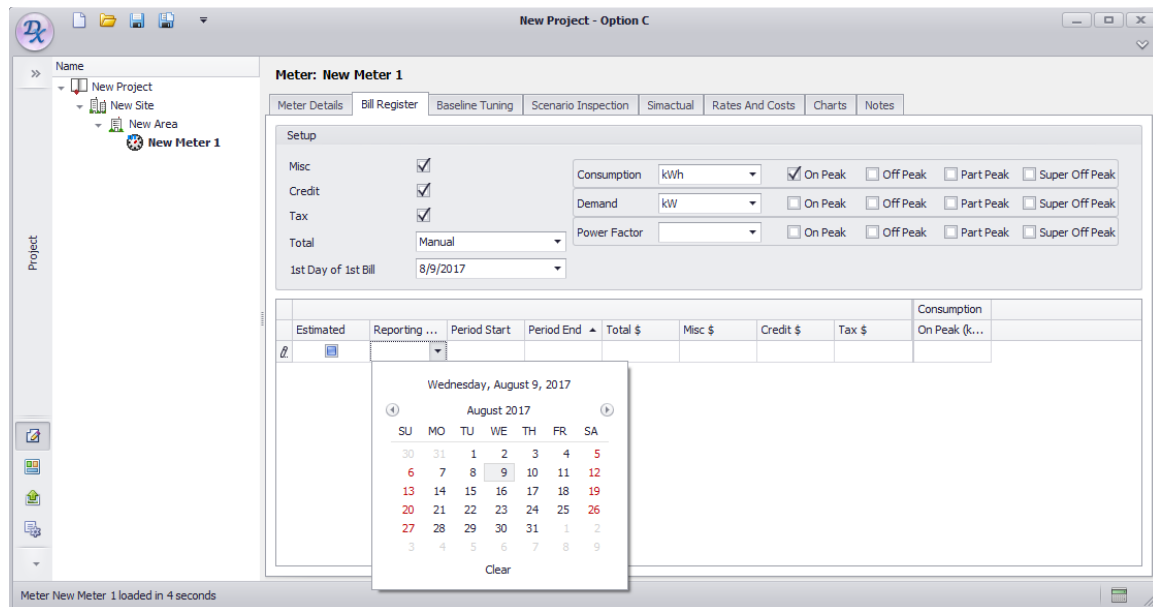 New Project - Option C
Name
New Project
New Site
New Area
New Meter 1
Project
Meter: New Meter 1
Meter Details Bill Register Baseline Tuning Scenario Inspection Simactual Rates And Costs Charts Notes
Setup
Misc
Credit
Tax
Total Manual
1st Day of 1st Bill 8/9/2017
Consumption kWh On Peak Off Peak Part Peak Super Off Peak
Demand kW On Peak Off Peak Part Peak Super Off Peak
Power Factor On Peak Off Peak Part Peak Super Off Peak
Consumption
Estimated Reporting ... Period Start Period End Total $ Misc $ Credit $ Tax $ On Peak (k...
Wednesday, August 9, 2017
August 2017
SU MO TU WE TH FR SA
30 31 1 2 3 4 5
6 7 8 9 10 11 12
13 14 15 16 17 18 19
20 21 22 23 24 25 26
27 28 29 30 31 1 2
3 4 5 6 7 8 9
Clear
Meter New Meter 1 loaded in 4 seconds